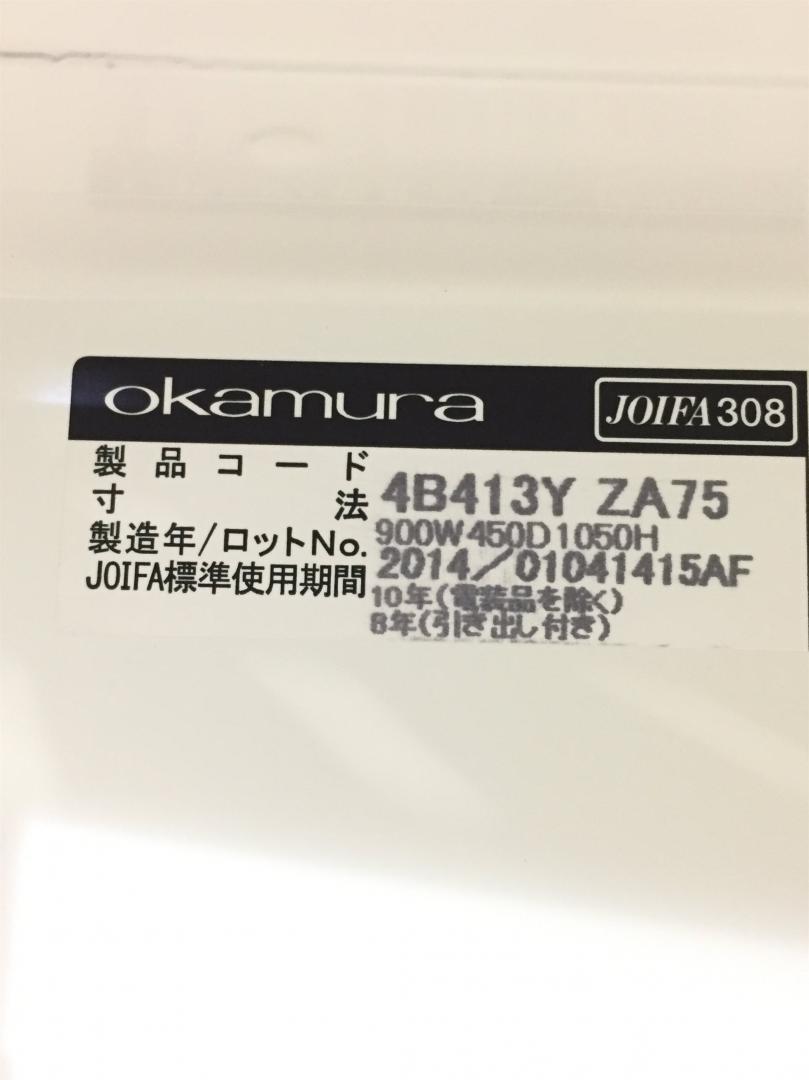 okamura JOIFA308
製品コード 4B413Y ZA75
寸法 900W450D1050H
製造年/ロットNo. 2014/01041415AF
JOIFA標準使用期間 10年(電装品を除く)
8年(引き出し付き)